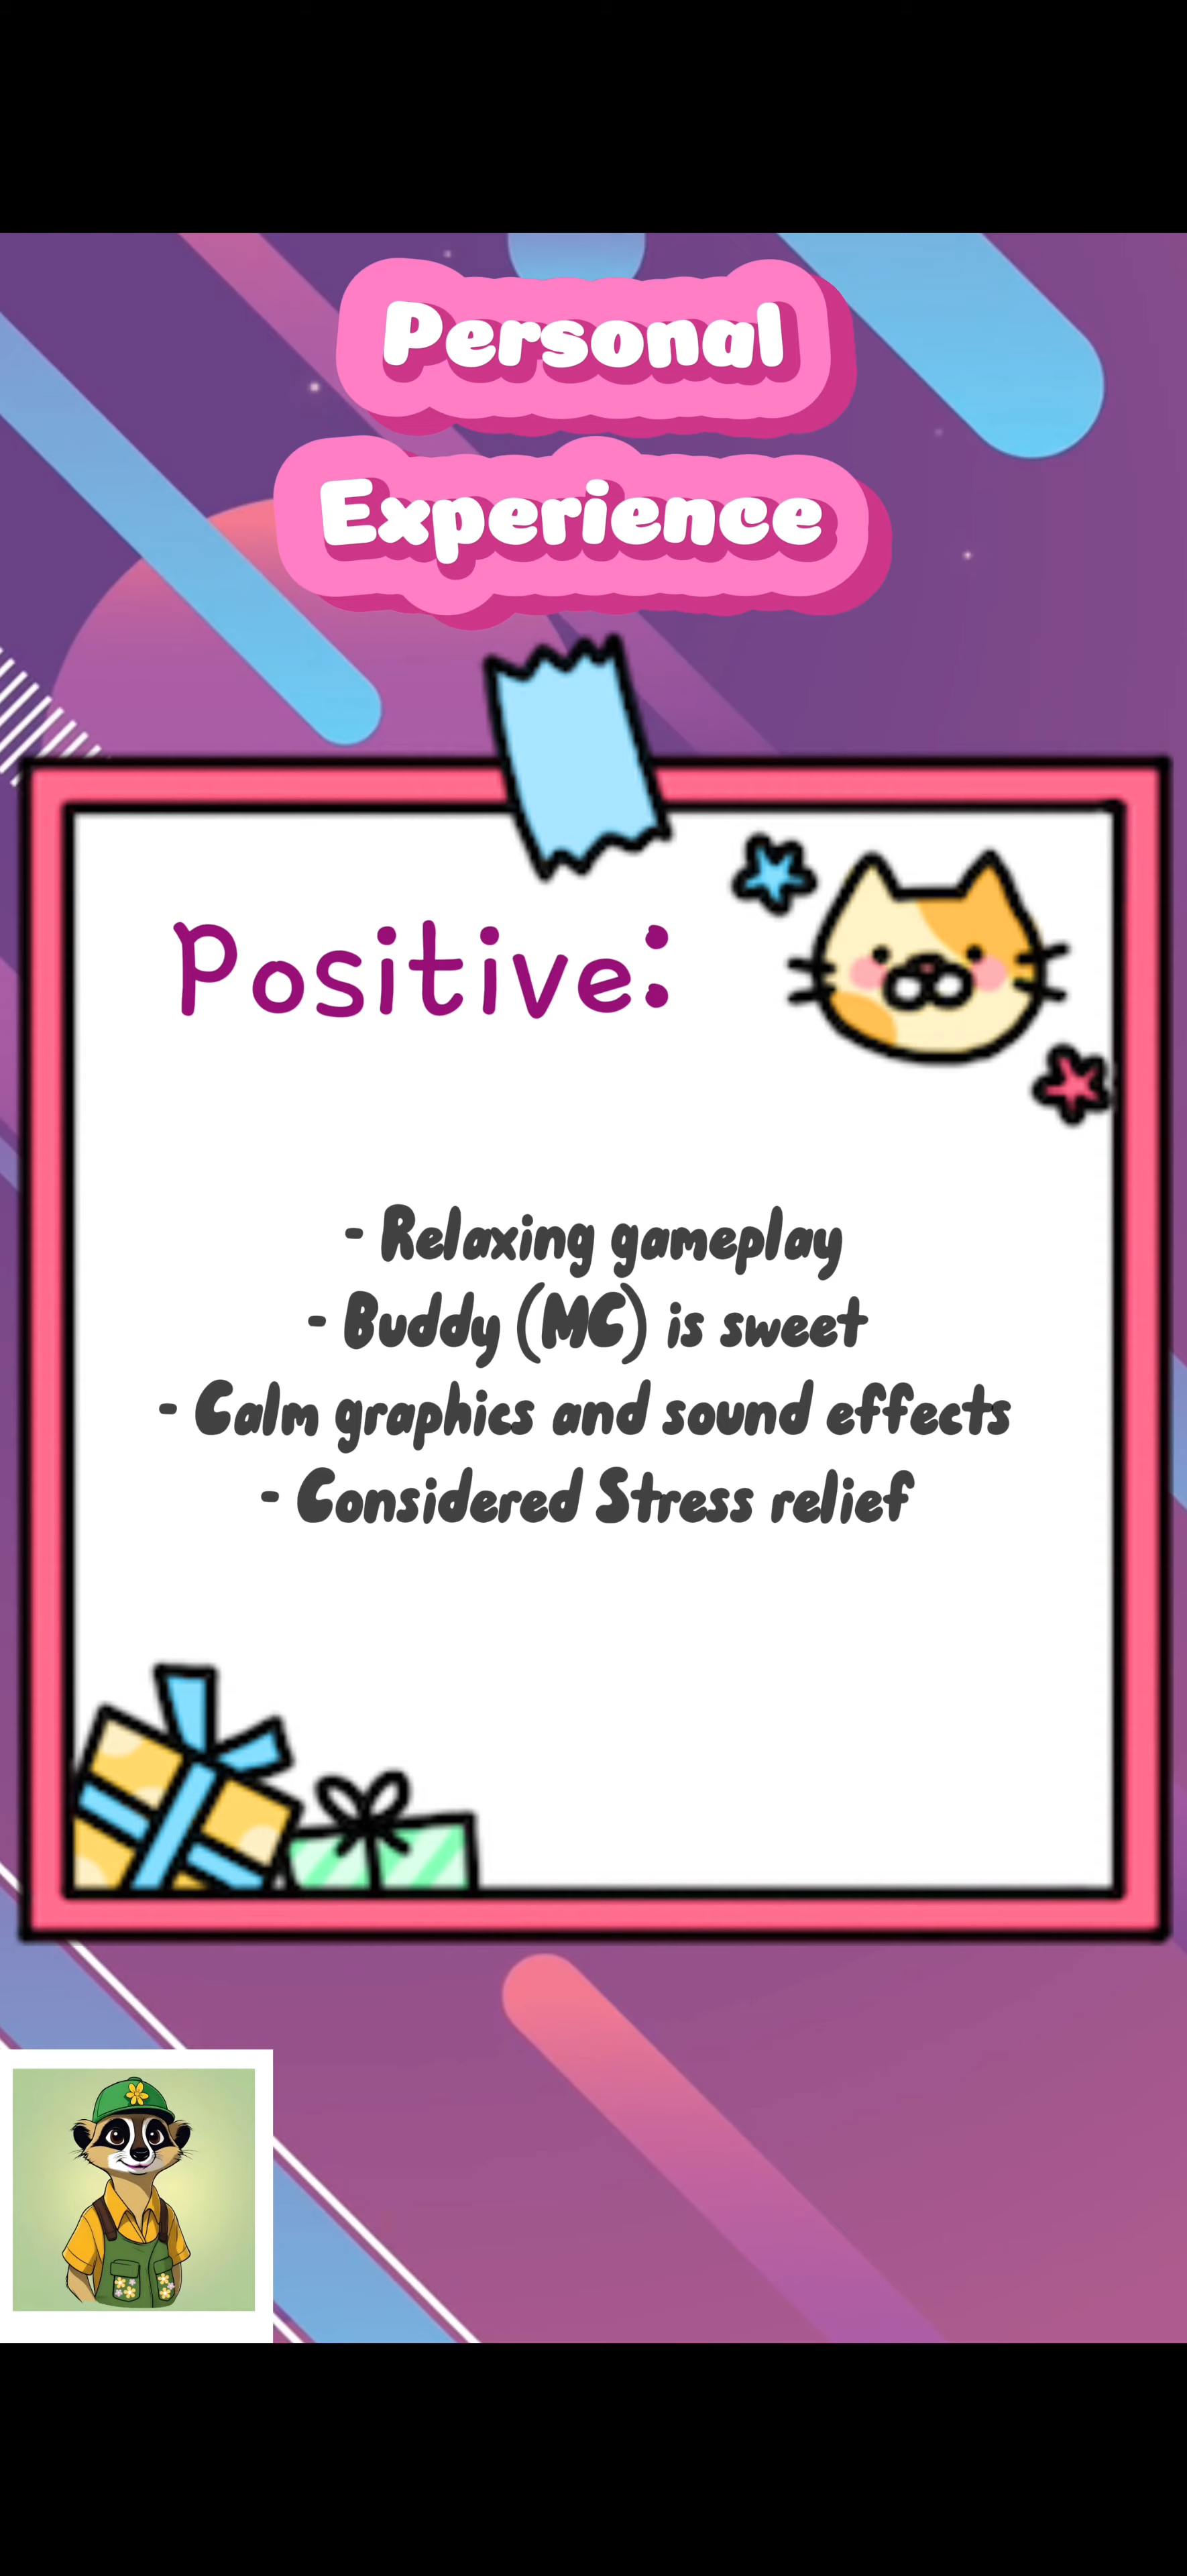 Personal
Experience
Positive:
- Relaxing gameplay
- Buddy (MC) is sweet
- Calm graphics and sound effects
- Considered Stress relief